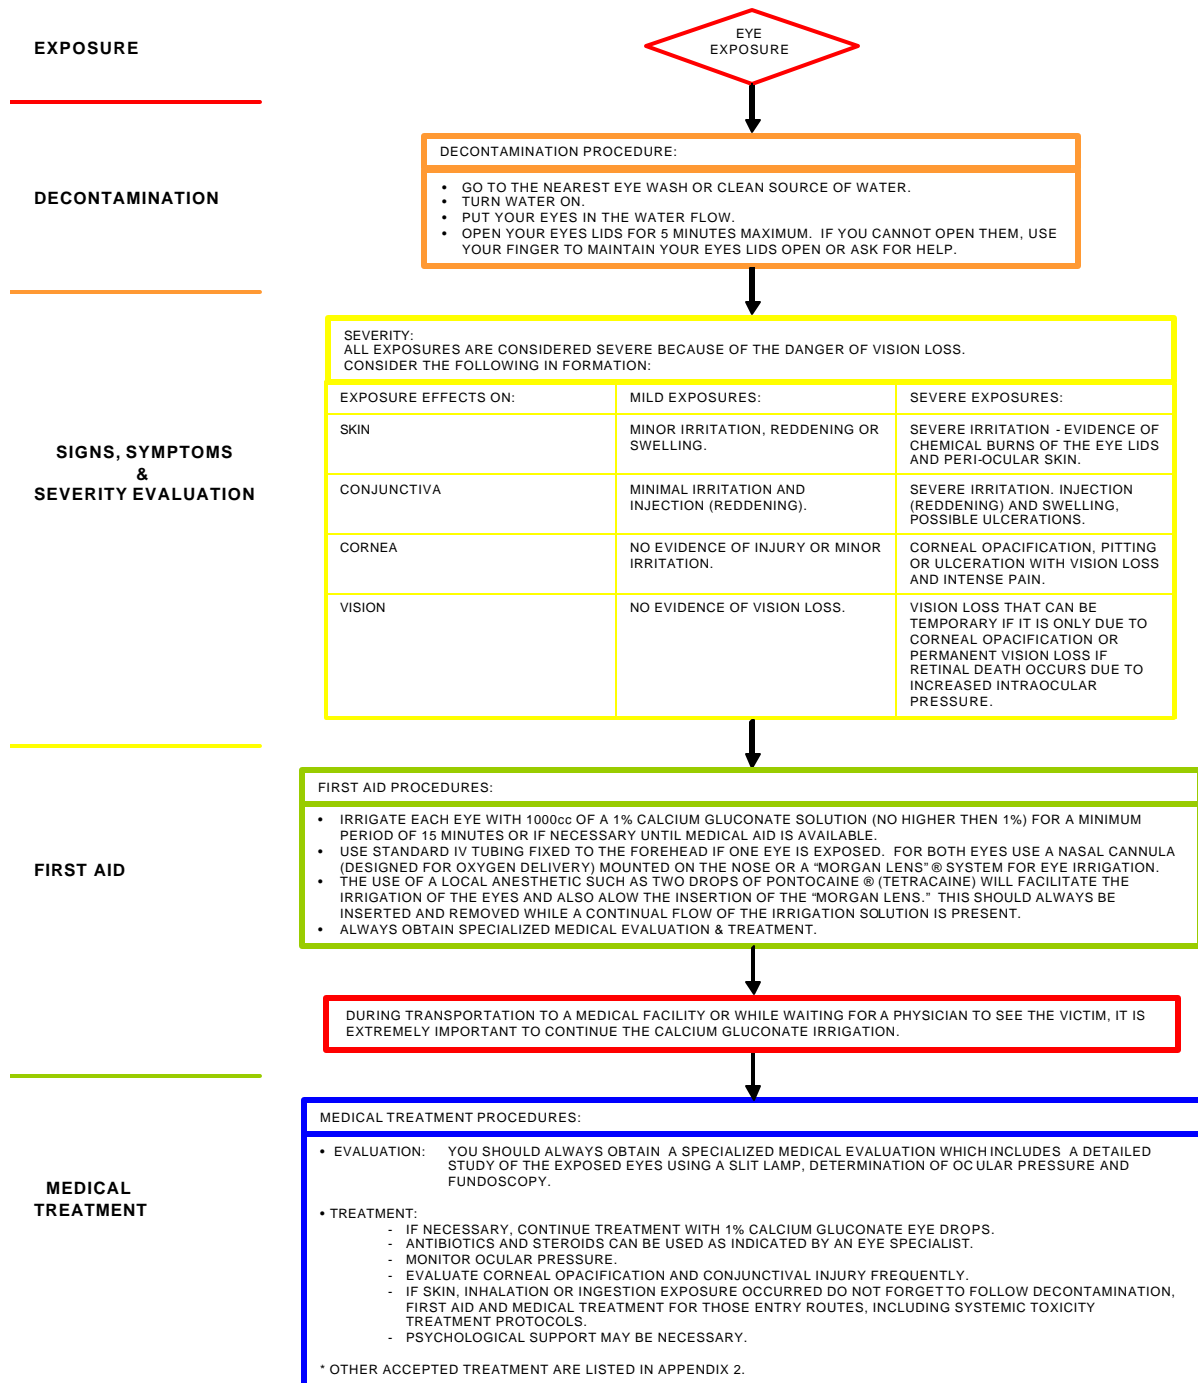 EXPOSURE
EYE
EXPOSURE
DECONTAMINATION
DECONTAMINATION PROCEDURE:
• GO TO THE NEAREST EYE WASH OR CLEAN SOURCE OF WATER.
• TURN WATER ON.
• PUT YOUR EYES IN THE WATER FLOW.
• OPEN YOUR EYES LIDS FOR 5 MINUTES MAXIMUM. IF YOU CANNOT OPEN THEM, USE
YOUR FINGER TO MAINTAIN YOUR EYES LIDS OPEN OR ASK FOR HELP.
SIGNS, SYMPTOMS
&
SEVERITY EVALUATION
SEVERITY:
ALL EXPOSURES ARE CONSIDERED SEVERE BECAUSE OF THE DANGER OF VISION LOSS.
CONSIDER THE FOLLOWING IN FORMATION:
EXPOSURE EFFECTS ON:
MILD EXPOSURES:
SEVERE EXPOSURES:
SKIN
MINOR IRRITATION, REDDENING OR
SWELLING.
SEVERE IRRITATION - EVIDENCE OF
CHEMICAL BURNS OF THE EYE LIDS
AND PERI-OCULAR SKIN.
CONJUNCTIVA
MINIMAL IRRITATION AND
INJECTION (REDDENING).
SEVERE IRRITATION. INJECTION
(REDDENING) AND SWELLING,
POSSIBLE ULCERATIONS.
CORNEA
NO EVIDENCE OF INJURY OR MINOR
IRRITATION.
CORNEAL OPACIFICATION, PITTING
OR ULCERATION WITH VISION LOSS
AND INTENSE PAIN.
VISION
NO EVIDENCE OF VISION LOSS.
VISION LOSS THAT CAN BE
TEMPORARY IF IT IS ONLY DUE TO
CORNEAL OPACIFICATION OR
PERMANENT VISION LOSS IF
RETINAL DEATH OCCURS DUE TO
INCREASED INTRAOCULAR
PRESSURE.
FIRST AID
FIRST AID PROCEDURES:
• IRRIGATE EACH EYE WITH 1000cc OF A 1% CALCIUM GLUCONATE SOLUTION (NO HIGHER THEN 1%) FOR A MINIMUM
PERIOD OF 15 MINUTES OR IF NECESSARY UNTIL MEDICAL AID IS AVAILABLE.
• USE STANDARD IV TUBING FIXED TO THE FOREHEAD IF ONE EYE IS EXPOSED. FOR BOTH EYES USE A NASAL CANNULA
(DESIGNED FOR OXYGEN DELIVERY) MOUNTED ON THE NOSE OR A “MORGAN LENS” ® SYSTEM FOR EYE IRRIGATION.
• THE USE OF A LOCAL ANESTHETIC SUCH AS TWO DROPS OF PONTOCAINE ® (TETRACAINE) WILL FACILITATE THE
IRRIGATION OF THE EYES AND ALSO ALOW THE INSERTION OF THE “MORGAN LENS.” THIS SHOULD ALWAYS BE
INSERTED AND REMOVED WHILE A CONTINUAL FLOW OF THE IRRIGATION SOLUTION IS PRESENT.
• ALWAYS OBTAIN SPECIALIZED MEDICAL EVALUATION & TREATMENT.
DURING TRANSPORTATION TO A MEDICAL FACILITY OR WHILE WAITING FOR A PHYSICIAN TO SEE THE VICTIM, IT IS
EXTREMELY IMPORTANT TO CONTINUE THE CALCIUM GLUCONATE IRRIGATION.
MEDICAL
TREATMENT
MEDICAL TREATMENT PROCEDURES:
• EVALUATION: YOU SHOULD ALWAYS OBTAIN A SPECIALIZED MEDICAL EVALUATION WHICH INCLUDES A DETAILED
STUDY OF THE EXPOSED EYES USING A SLIT LAMP, DETERMINATION OF OCULAR PRESSURE AND
FUNDOSCOPY.
• TREATMENT:
- IF NECESSARY, CONTINUE TREATMENT WITH 1% CALCIUM GLUCONATE EYE DROPS.
- ANTIBIOTICS AND STEROIDS CAN BE USED AS INDICATED BY AN EYE SPECIALIST.
- MONITOR OCULAR PRESSURE.
- EVALUATE CORNEAL OPACIFICATION AND CONJUNCTIVAL INJURY FREQUENTLY.
- IF SKIN, INHALATION OR INGESTION EXPOSURE OCCURRED DO NOT FORGET TO FOLLOW DECONTAMINATION,
FIRST AID AND MEDICAL TREATMENT FOR THOSE ENTRY ROUTES, INCLUDING SYSTEMIC TOXICITY
TREATMENT PROTOCOLS.
- PSYCHOLOGICAL SUPPORT MAY BE NECESSARY.
* OTHER ACCEPTED TREATMENT ARE LISTED IN APPENDIX 2.